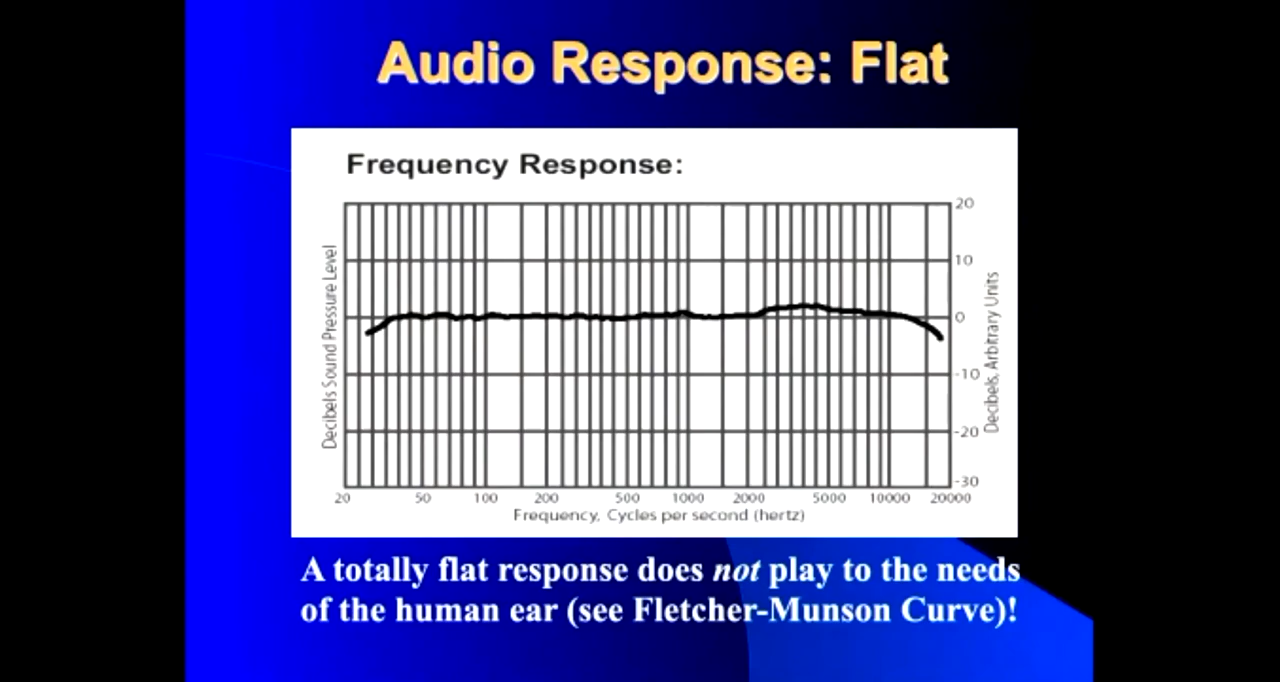 Audio Response: Flat
Frequency Response:
Decibels Sound Pressure Level
20
10
0
-10
-20
-30
Decibels, Arbitrary Units
20 50 100 200 500 1000 2000 5000 10000 20000
Frequency, Cycles per second (hertz)
A totally flat response does not play to the needs
of the human ear (see Fletcher-Munson Curve)!